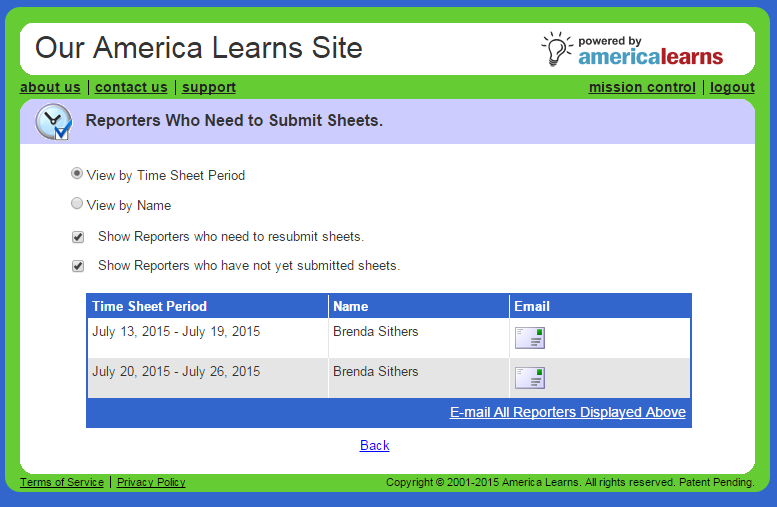 Our America Learns Site
powered by
americalearns
about us | contact us | support
mission control | logout
Reporters Who Need to Submit Sheets.
View by Time Sheet Period
View by Name
Show Reporters who need to resubmit sheets.
Show Reporters who have not yet submitted sheets.
Time Sheet Period Name Email
July 13, 2015 - July 19, 2015 Brenda Sithers
July 20, 2015 - July 26, 2015 Brenda Sithers
E-mail All Reporters Displayed Above
Back
Terms of Service | Privacy Policy
Copyright © 2001-2015 America Learns. All rights reserved. Patent Pending.